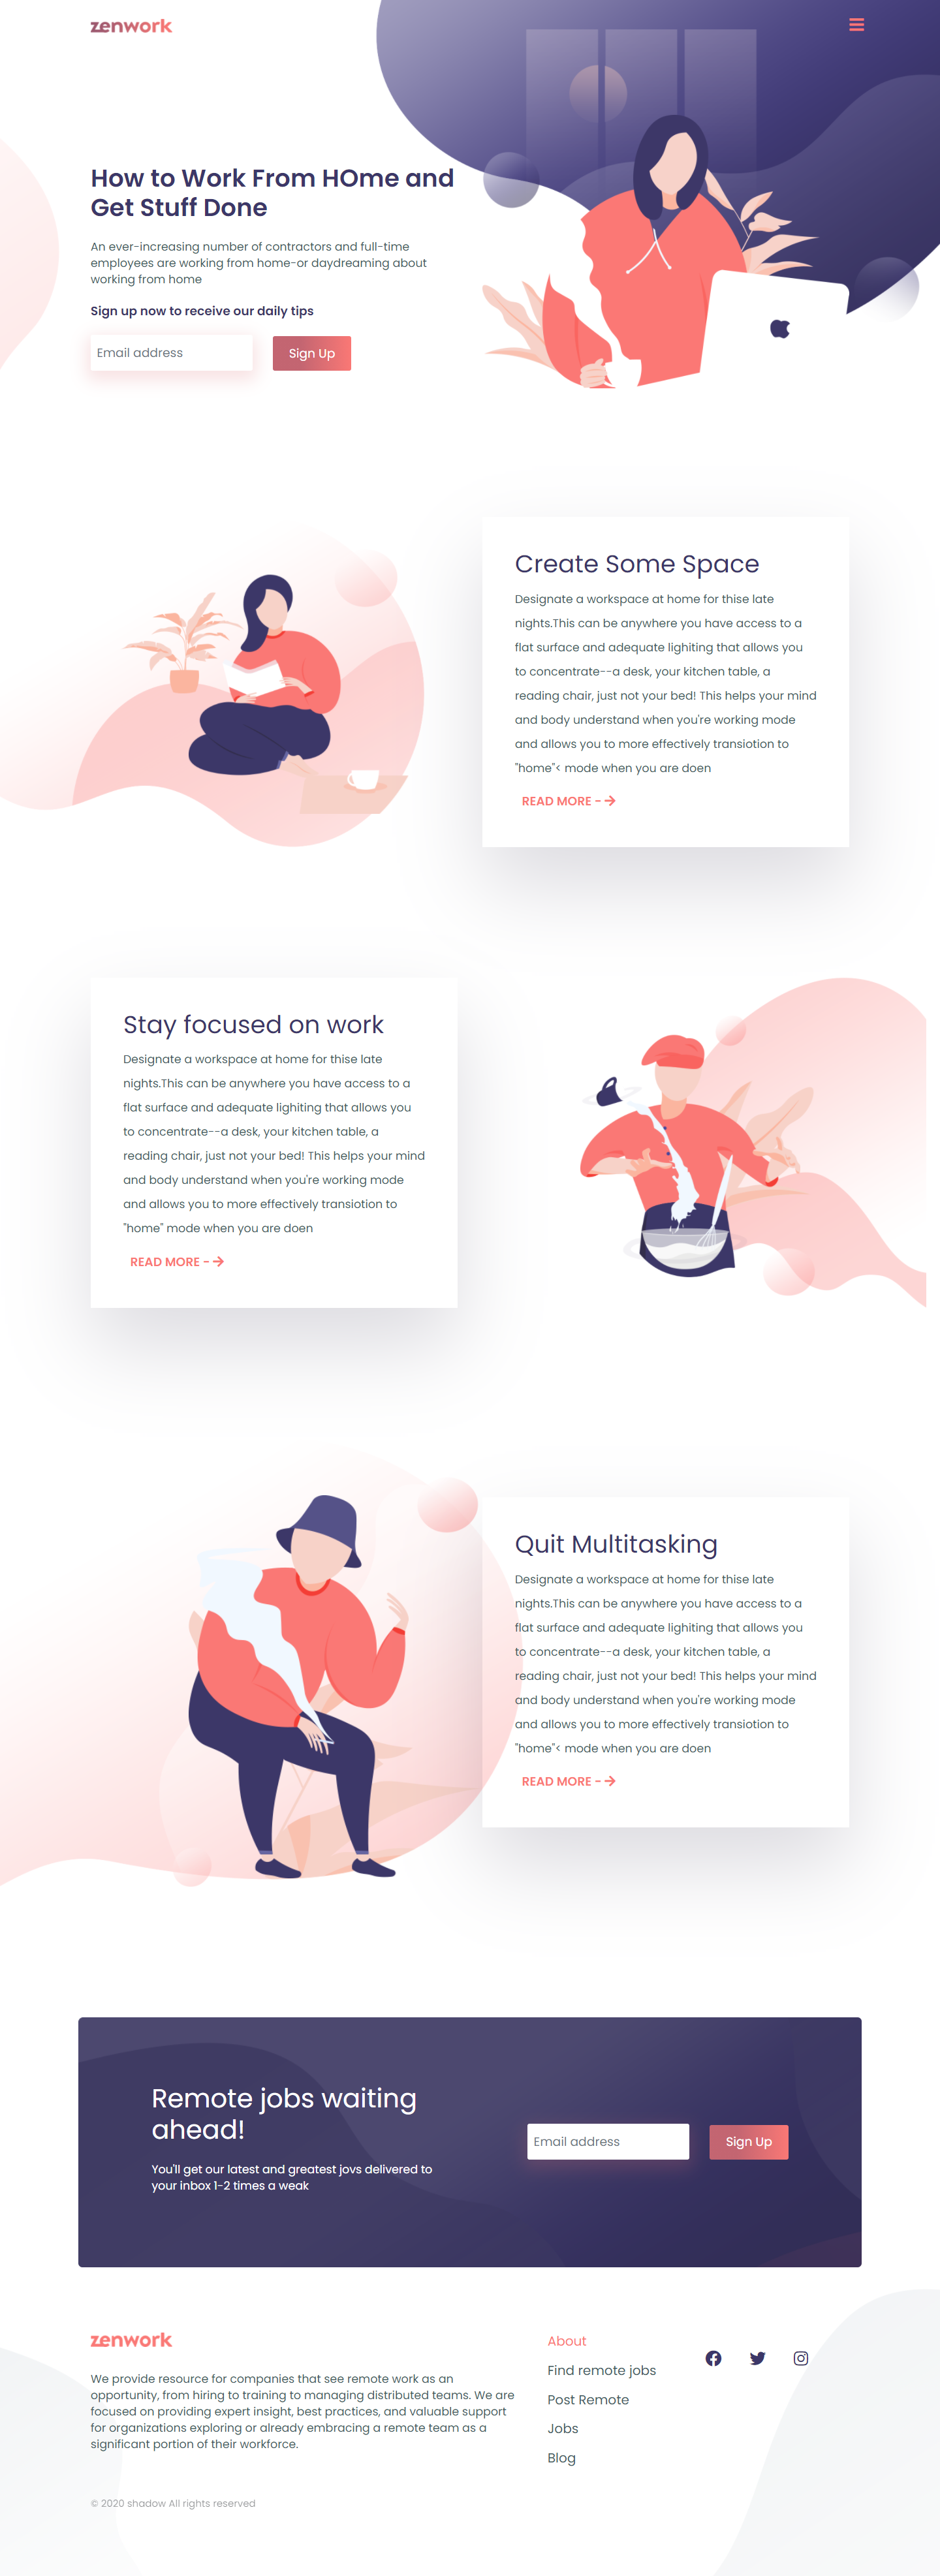 zenwork
How to Work From HOme and
Get Stuff Done
An ever-increasing number of contractors and full-time
employees are working from home-or daydreaming about
working from home
Sign up now to receive our daily tips
Email address
Sign Up
Create Some Space
Designate a workspace at home for thise late
nights.This can be anywhere you have access to a
flat surface and adequate lighiting that allows you
to concentrate--a desk, your kitchen table, a
reading chair, just not your bed! This helps your mind
and body understand when you're working mode
and allows you to more effectively transiotion to
"home"< mode when you are doen
READ MORE -
Stay focused on work
Designate a workspace at home for thise late
nights.This can be anywhere you have access to a
flat surface and adequate lighiting that allows you
to concentrate--a desk, your kitchen table, a
reading chair, just not your bed! This helps your mind
and body understand when you're working mode
and allows you to more effectively transiotion to
"home" mode when you are doen
READ MORE -
Quit Multitasking
Designate a workspace at home for thise late
nights.This can be anywhere you have access to a
flat surface and adequate lighiting that allows you
to concentrate--a desk, your kitchen table, a
reading chair, just not your bed! This helps your mind
and body understand when you're working mode
and allows you to more effectively transiotion to
"home"< mode when you are doen
READ MORE -
Remote jobs waiting
ahead!
You'll get our latest and greatest jovs delivered to
your inbox 1-2 times a weak
Email address
Sign Up
zenwork
We provide resource for companies that see remote work as an
opportunity, from hiring to training to managing distributed teams. We are
focused on providing expert insight, best practices, and valuable support
for organizations exploring or already embracing a remote team as a
significant portion of their workforce.
About
Find remote jobs
Post Remote
Jobs
Blog
© 2020 shadow All rights reserved